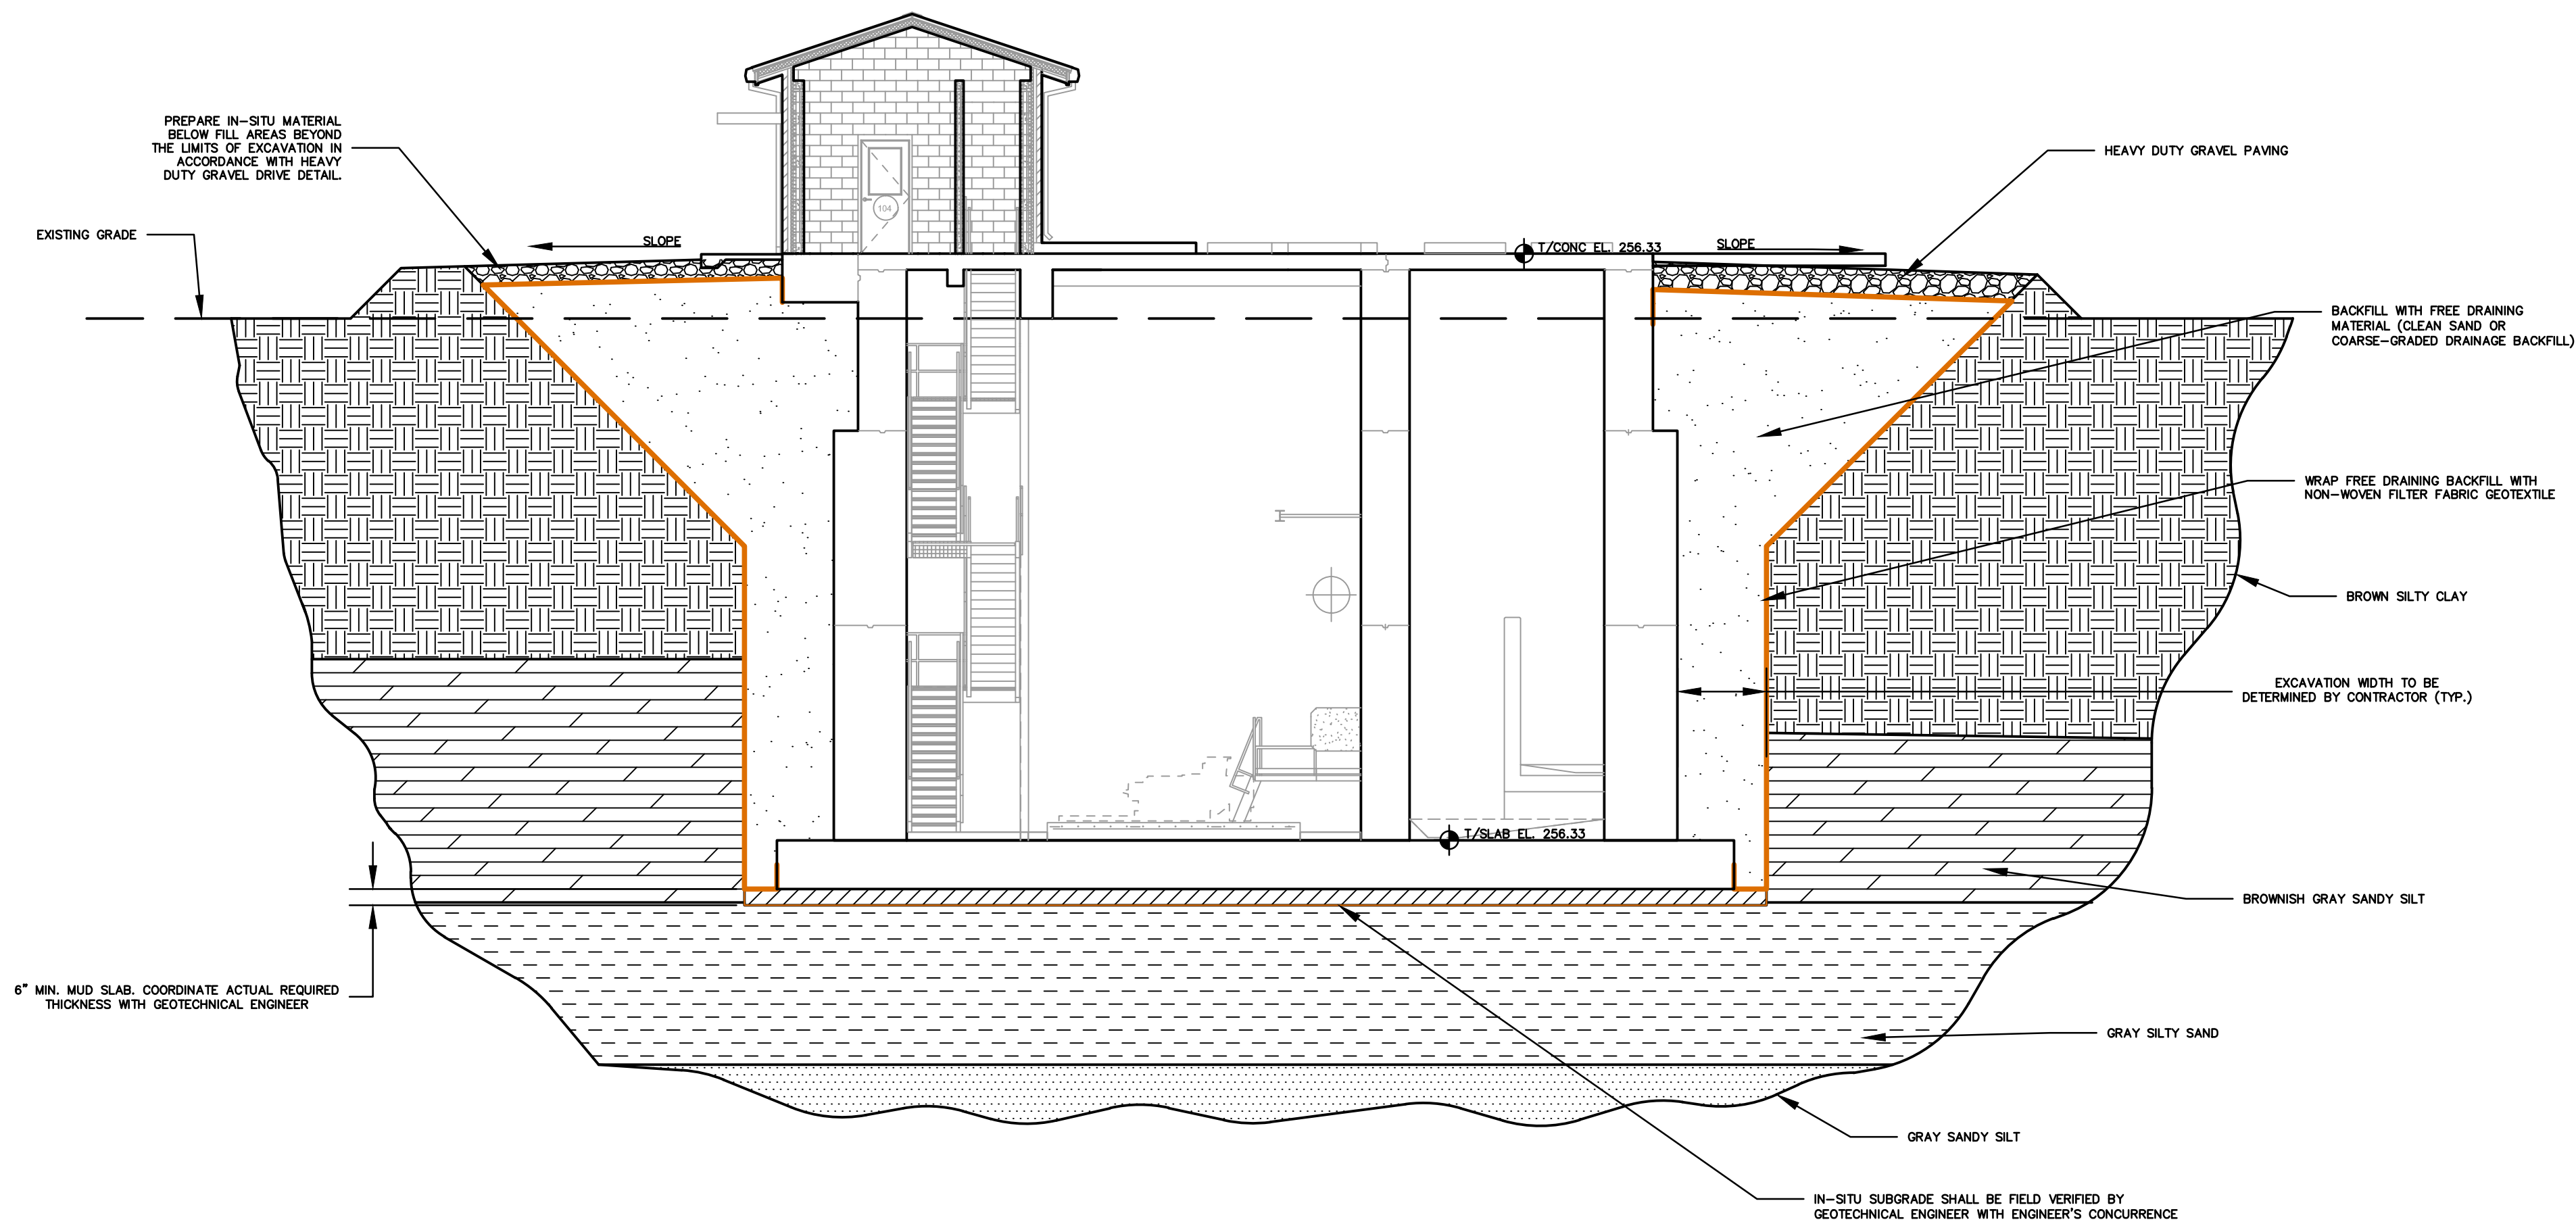 PREPARE IN-SITU MATERIAL
BELOW FILL AREAS BEYOND
THE LIMITS OF EXCAVATION IN
ACCORDANCE WITH HEAVY
DUTY GRAVEL DRIVE DETAIL.
HEAVY DUTY GRAVEL PAVING
104
EXISTING GRADE
SLOPE
T/CONC EL. 256.33
SLOPE
BACKFILL WITH FREE DRAINING
MATERIAL (CLEAN SAND OR
COARSE-GRADED DRAINAGE BACKFILL)
WRAP FREE DRAINING BACKFILL WITH
NON-WOVEN FILTER FABRIC GEOTEXTILE
BROWN SILTY CLAY
EXCAVATION WIDTH TO BE
DETERMINED BY CONTRACTOR (TYP.)
T/SLAB EL. 256.33
BROWNISH GRAY SANDY SILT
6" MIN. MUD SLAB. COORDINATE ACTUAL REQUIRED
THICKNESS WITH GEOTECHNICAL ENGINEER
GRAY SILTY SAND
GRAY SANDY SILT
IN-SITU SUBGRADE SHALL BE FIELD VERIFIED BY
GEOTECHNICAL ENGINEER WITH ENGINEER'S CONCURRENCE